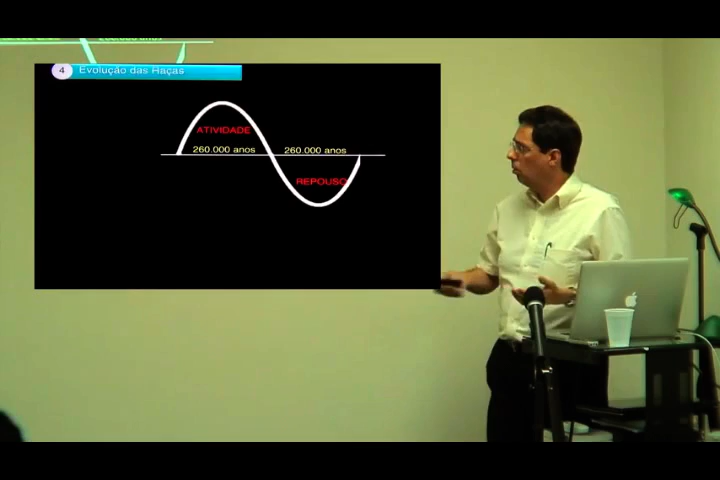 4 Evolução das Raças
ATIVIDADE
260.000 anos 260.000 anos
REPOUSO